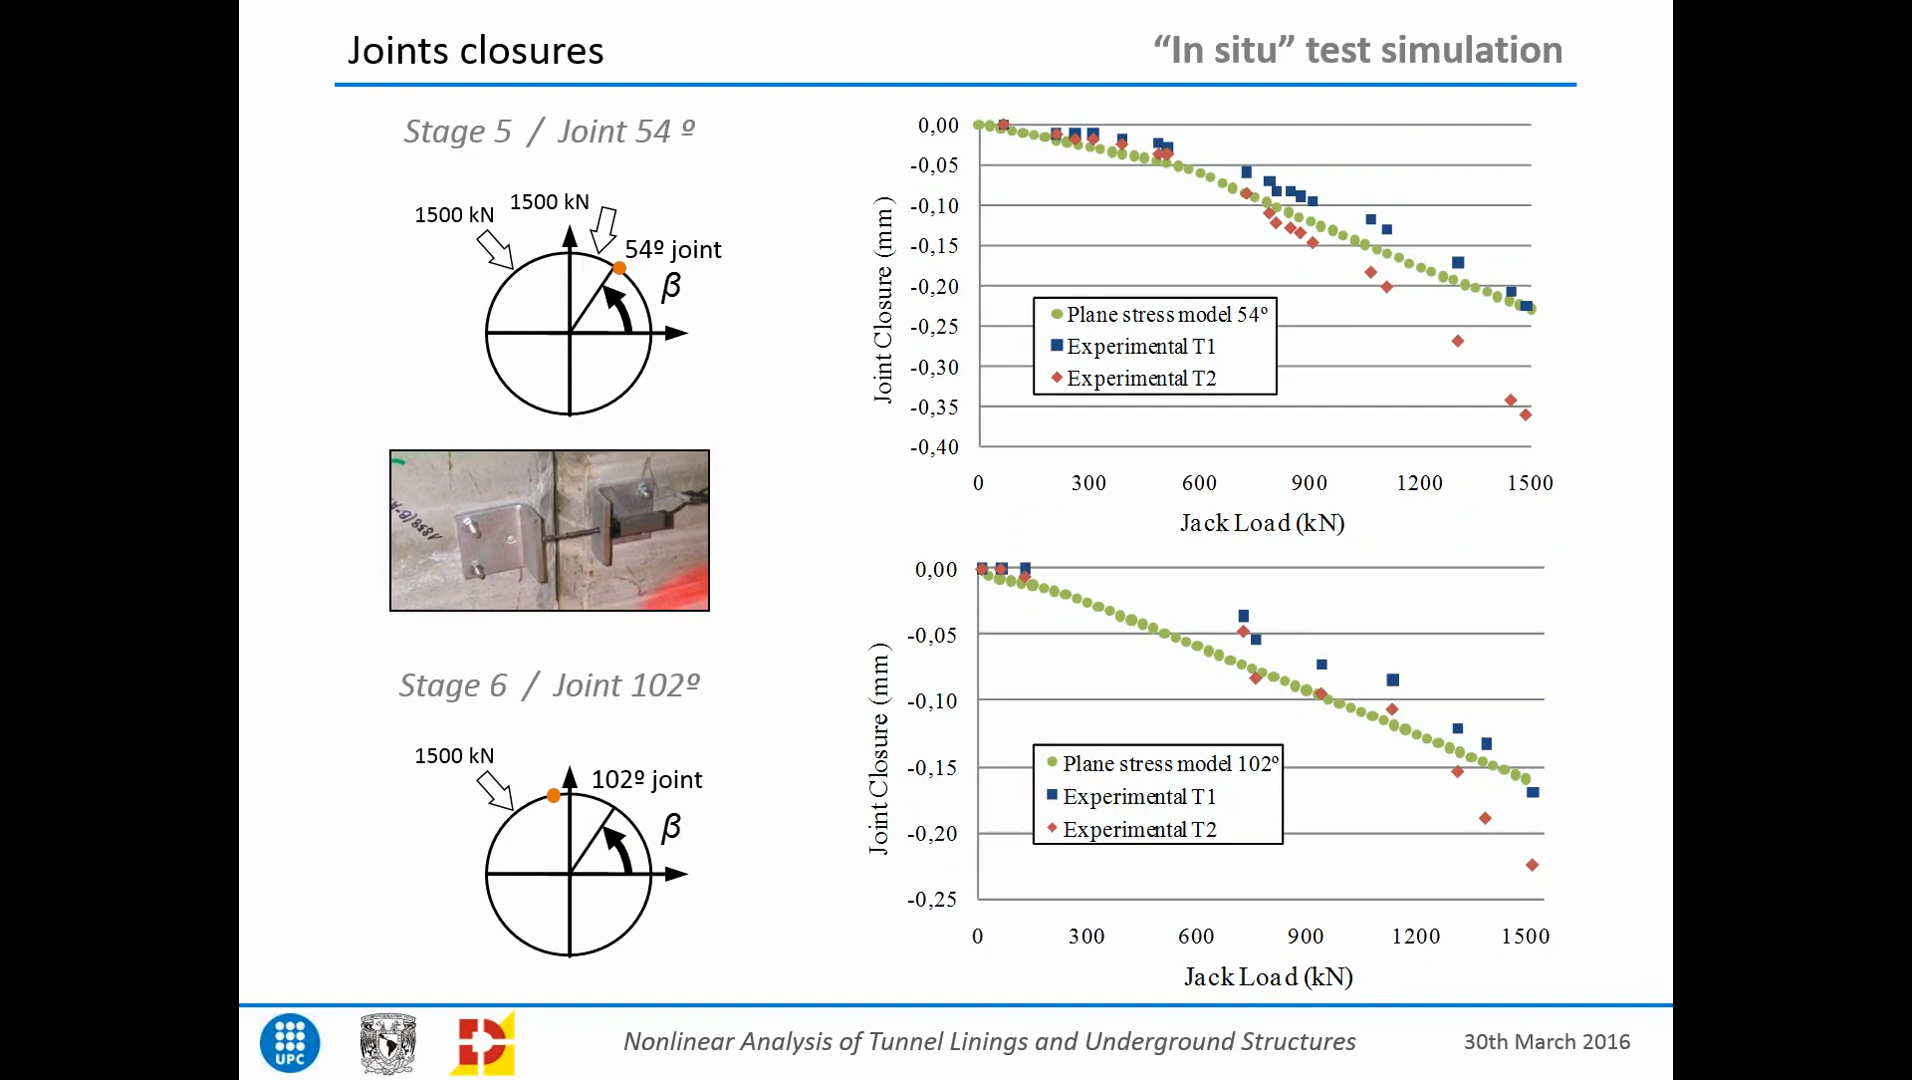 Joints closures
"In situ" test simulation
Stage 5 / Joint 54 º
1500 kN
1500 kN
54º joint
β
0,00
-0,05
-0,10
-0,15
-0,20
-0,25
-0,30
-0,35
-0,40
Joint Closure (mm)
Plane stress model 54º
Experimental T1
Experimental T2
0 300 600 900 1200 1500
Jack Load (kN)
Stage 6 / Joint 102º
1500 kN
102º joint
β
0,00
-0,05
-0,10
-0,15
-0,20
-0,25
Joint Closure (mm)
Plane stress model 102º
Experimental T1
Experimental T2
0 300 600 900 1200 1500
Jack Load (kN)
UPC
Nonlinear Analysis of Tunnel Linings and Underground Structures
30th March 2016